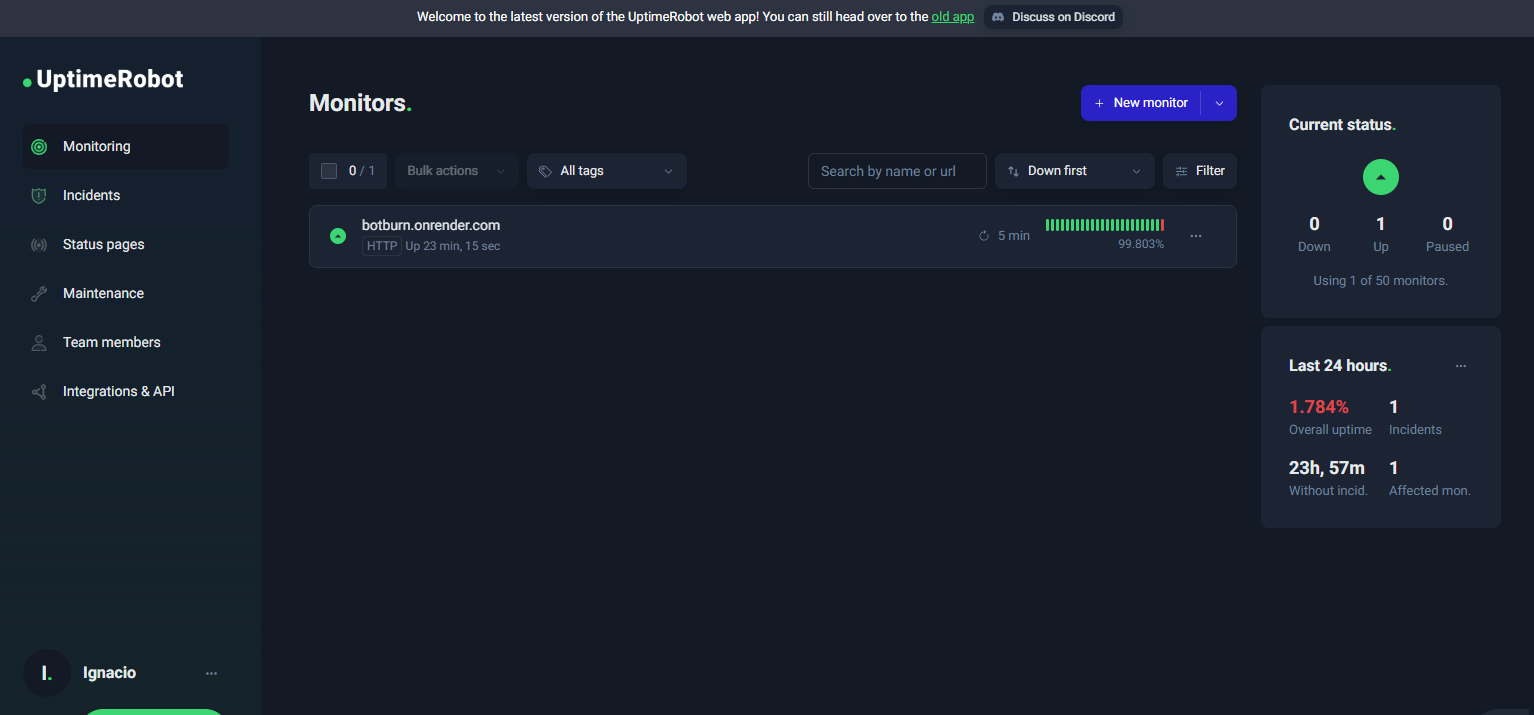 Welcome to the latest version of the UptimeRobot web app! You can still head over to the old app Discuss on Discord
UptimeRobot
Monitoring
Incidents
Status pages
Maintenance
Team members
Integrations & API
I.
Ignacio
Monitors.
+ New monitor
0 / 1
Bulk actions
All tags
Search by name or url
Down first
Filter
botburn.onrender.com
HTTP Up 23 min, 15 sec
5 min
99.803%
Current status.
0 1 0
Down Up Paused
Using 1 of 50 monitors.
Last 24 hours.
1.784% 1
Overall uptime Incidents
23h, 57m 1
Without incid. Affected mon.